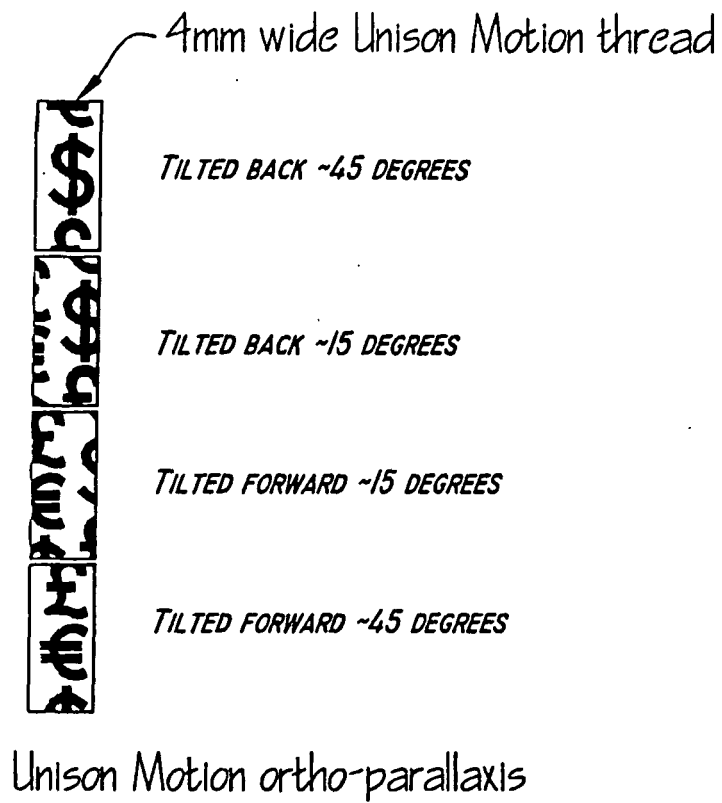 4mm wide Unison Motion thread
TILTED BACK ~45 DEGREES
TILTED BACK ~15 DEGREES
TILTED FORWARD ~15 DEGREES
TILTED FORWARD ~45 DEGREES
Unison Motion ortho-parallaxis